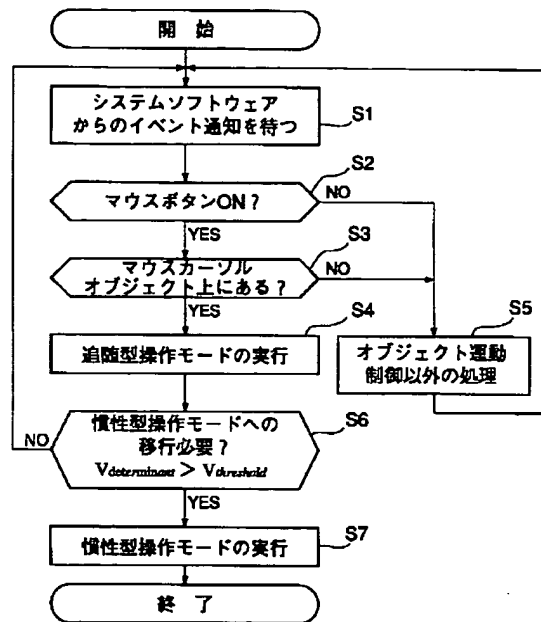 開 始
システムソフトウェア
からのイベント通知を待つ
S1
マウスボタンON?
S2
NO
YES
マウスカーソル
オブジェクト上にある?
S3
NO
YES
追随型操作モードの実行
S4
オブジェクト運動
制御以外の処理
S5
慣性型操作モードへの
移行必要?
Vdeterminant > Vthreshold
S6
NO
YES
慣性型操作モードの実行
S7
終 了